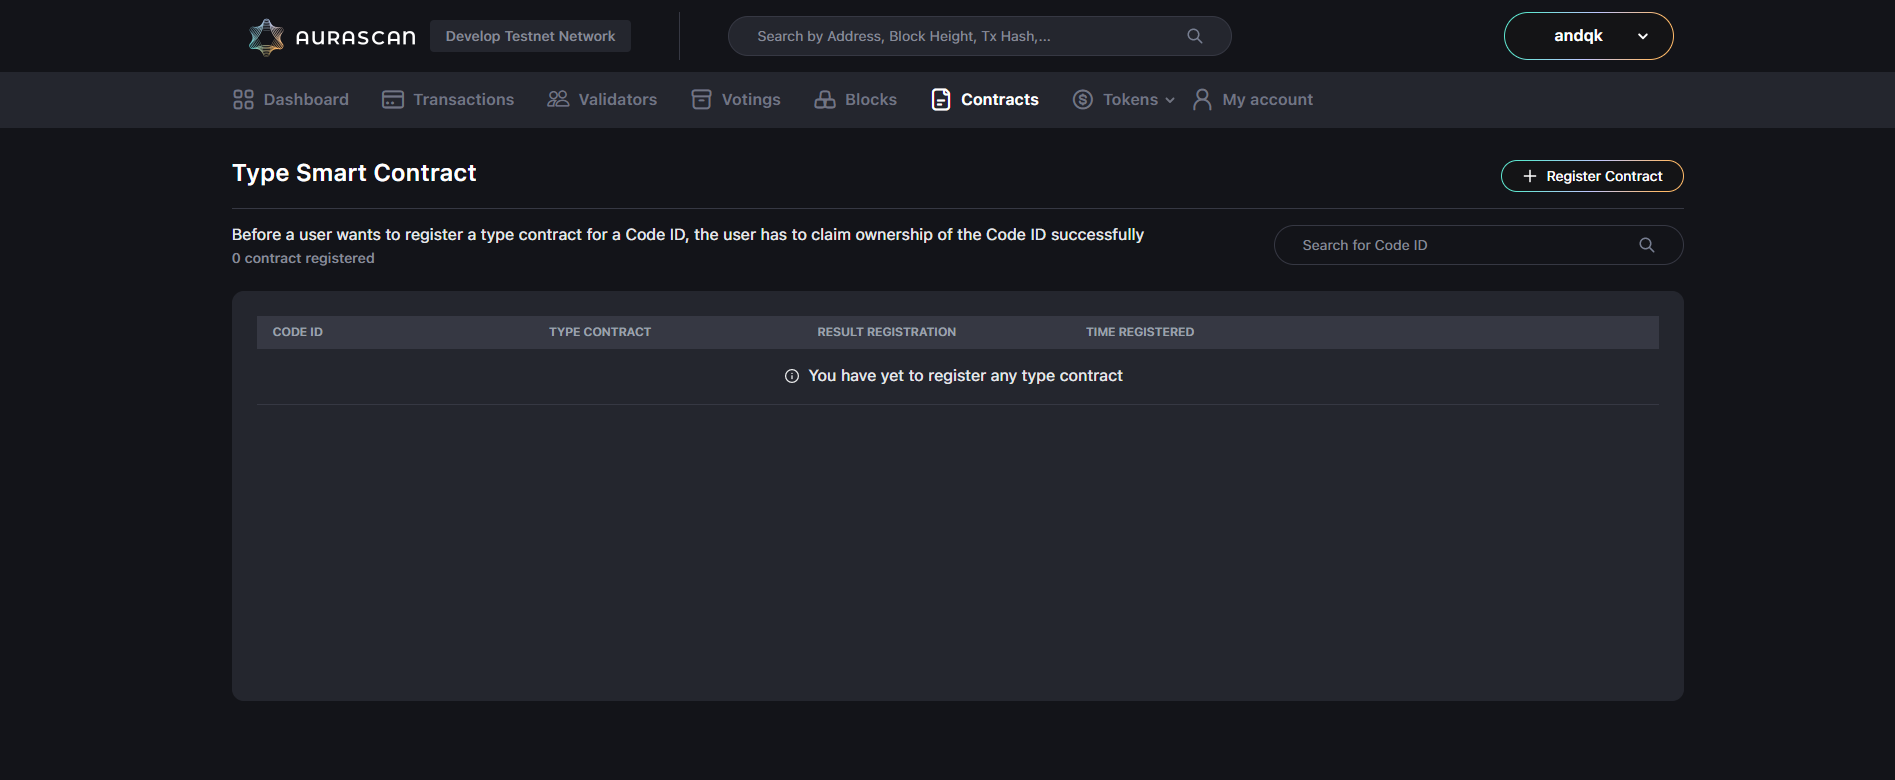 AURASCAN
Develop Testnet Network
Search by Address, Block Height, Tx Hash,...
andqk
Dashboard Transactions Validators Votings Blocks Contracts Tokens My account
Type Smart Contract
Register Contract
Before a user wants to register a type contract for a Code ID, the user has to claim ownership of the Code ID successfully
0 contract registered
Search for Code ID
CODE ID TYPE CONTRACT RESULT REGISTRATION TIME REGISTERED
You have yet to register any type contract